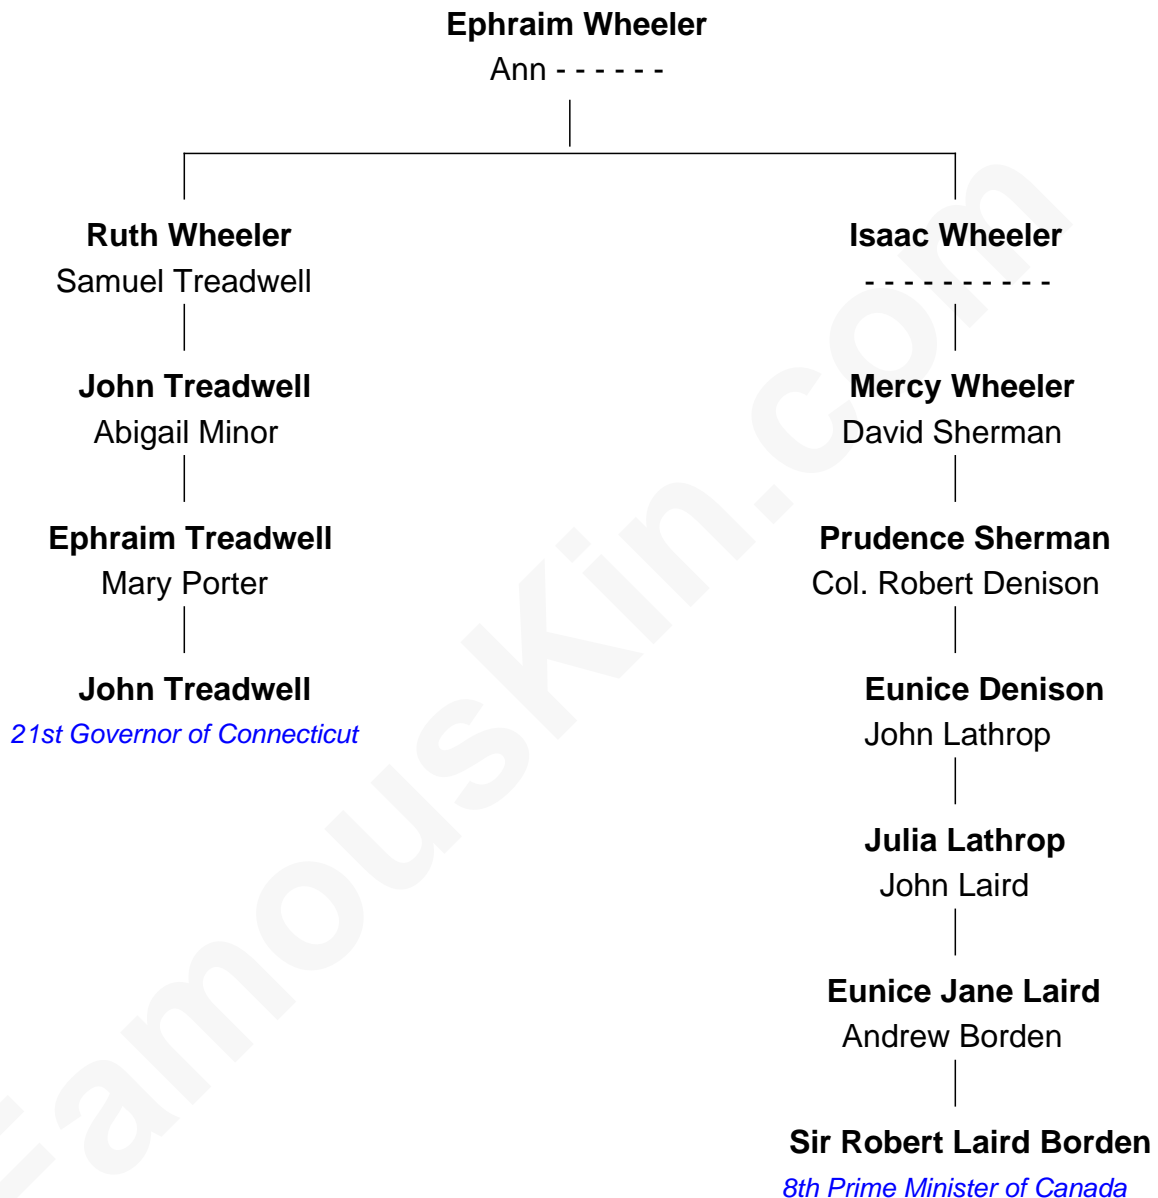 Ephraim Wheeler
Ann - - - - - -
Ruth Wheeler
Samuel Treadwell
John Treadwell
Abigail Minor
Ephraim Treadwell
Mary Porter
John Treadwell
21st Governor of Connecticut
Isaac Wheeler
- - - - - - - - - -
Mercy Wheeler
David Sherman
Prudence Sherman
Col. Robert Denison
Eunice Denison
John Lathrop
Julia Lathrop
John Laird
Eunice Jane Laird
Andrew Borden
Sir Robert Laird Borden
8th Prime Minister of Canada
FamousKin.com